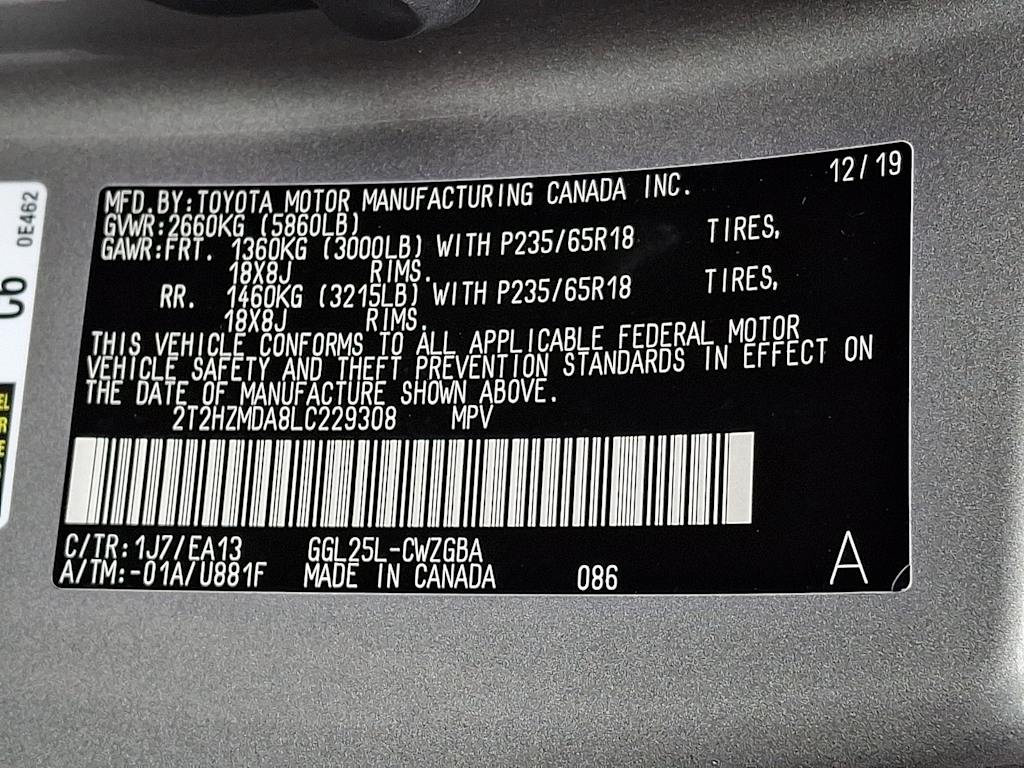 12/19
MFD.BY:TOYOTA MOTOR MANUFACTURING CANADA INC.
GVWR:2660KG (5860LB)
GAWR:FRT. 1360KG (3000LB) WITH P235/65R18 TIRES,
18X8J RIMS.
RR. 1460KG (3215LB) WITH P235/65R18 TIRES,
18X8J RIMS.
THIS VEHICLE CONFORMS TO ALL APPLICABLE FEDERAL MOTOR
VEHICLE SAFETY AND THEFT PREVENTION STANDARDS IN EFFECT ON
THE DATE OF MANUFACTURE SHOWN ABOVE.
2T2HZMDA8LC229308 MPV
C/TR:1J7/EA13 GGL25L-CWZGBA
A/TM:-01A/U881F MADE IN CANADA 086
A
0E462